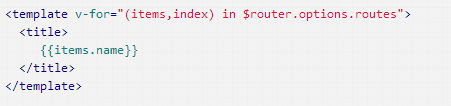 <template v-for="(items,index) in $router.options.routes">
  <title>
     {{items.name}}
  </title>
</template>